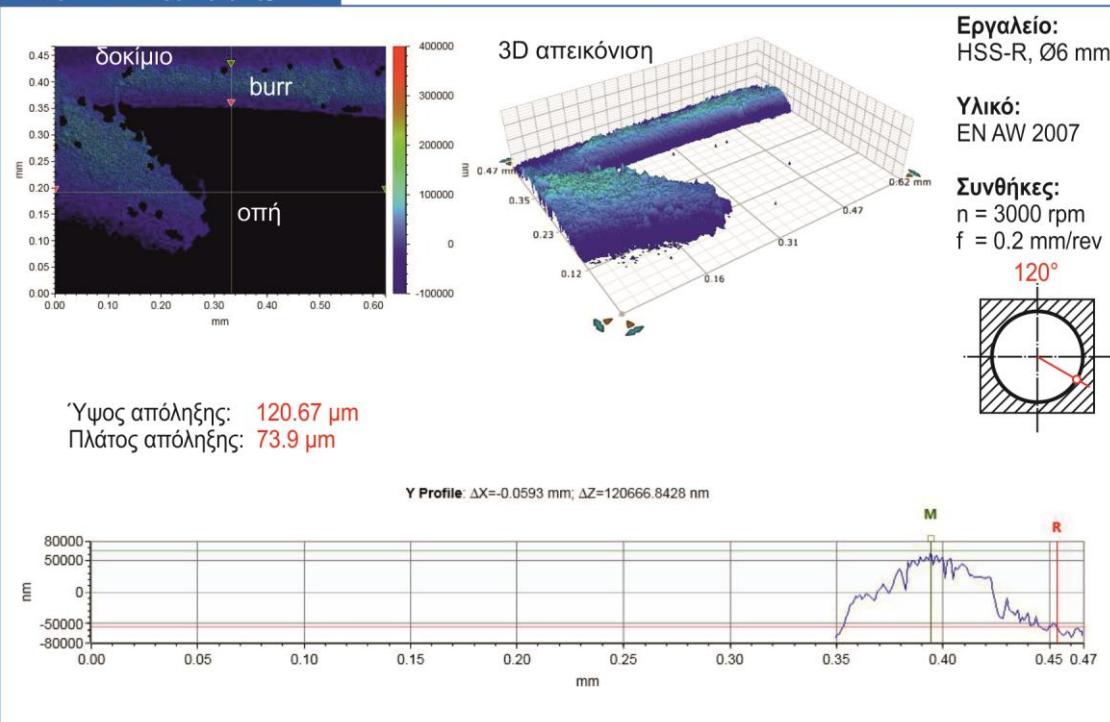 δοκίμιο
burr
οπή
0.45
0.40
0.35
0.30
0.25
0.20
0.15
0.10
0.05
0.00
mm
0.00
0.10
0.20
0.30
0.40
0.50
0.60
mm
400000
300000
200000
100000
0
-100000
nm
3D απεικόνιση
0.47 mm
0.35
0.23
0.12
0.16
0.31
0.47
0.62 mm
Εργαλείο:
HSS-R, Ø6 mm
Υλικό:
EN AW 2007
Συνθήκες:
n = 3000 rpm
f = 0.2 mm/rev
120°
Ύψος απόληξης: 120.67 μm
Πλάτος απόληξης: 73.9 μm
Y Profile: ΔX=-0.0593 mm; ΔZ=120666.8428 nm
M
R
80000
50000
0
-50000
-80000
nm
0.00
0.05
0.10
0.15
0.20
0.25
0.30
0.35
0.40
0.45
0.47
mm